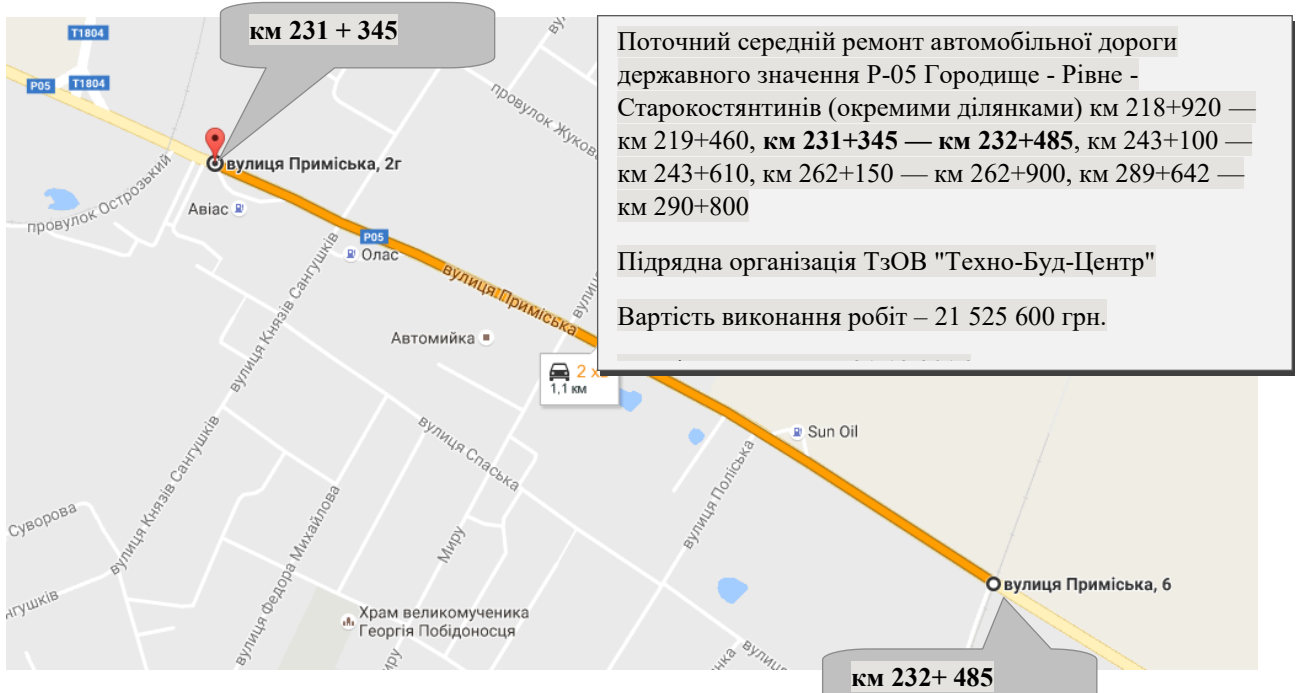 км 231 + 345
Поточний середній ремонт автомобільної дороги
державного значення Р-05 Городище - Рівне -
Старокостянтинів (окремими ділянками) км 218+920 —
км 219+460, км 231+345 — км 232+485, км 243+100 —
км 243+610, км 262+150 — км 262+900, км 289+642 —
км 290+800
Підрядна організація ТзОВ "Техно-Буд-Центр"
Вартість виконання робіт – 21 525 600 грн.
T1804
P05 T1804
провулок Жукова
вулиця Приміська, 2г
провулок Острозький
Авіас
P05
Олас
вулиця Приміська
вулиця Князів Сангушків
Автомийка
2 х
1,1 км
Sun Oil
вулиця Спаська
вулиця Поліська
Суворова
вулиця Князів Сангушків
вулиця Федора Михайлова
Миру
вулиця Приміська, 6
Храм великомученика
Георгія Побідоносця
км 232+ 485